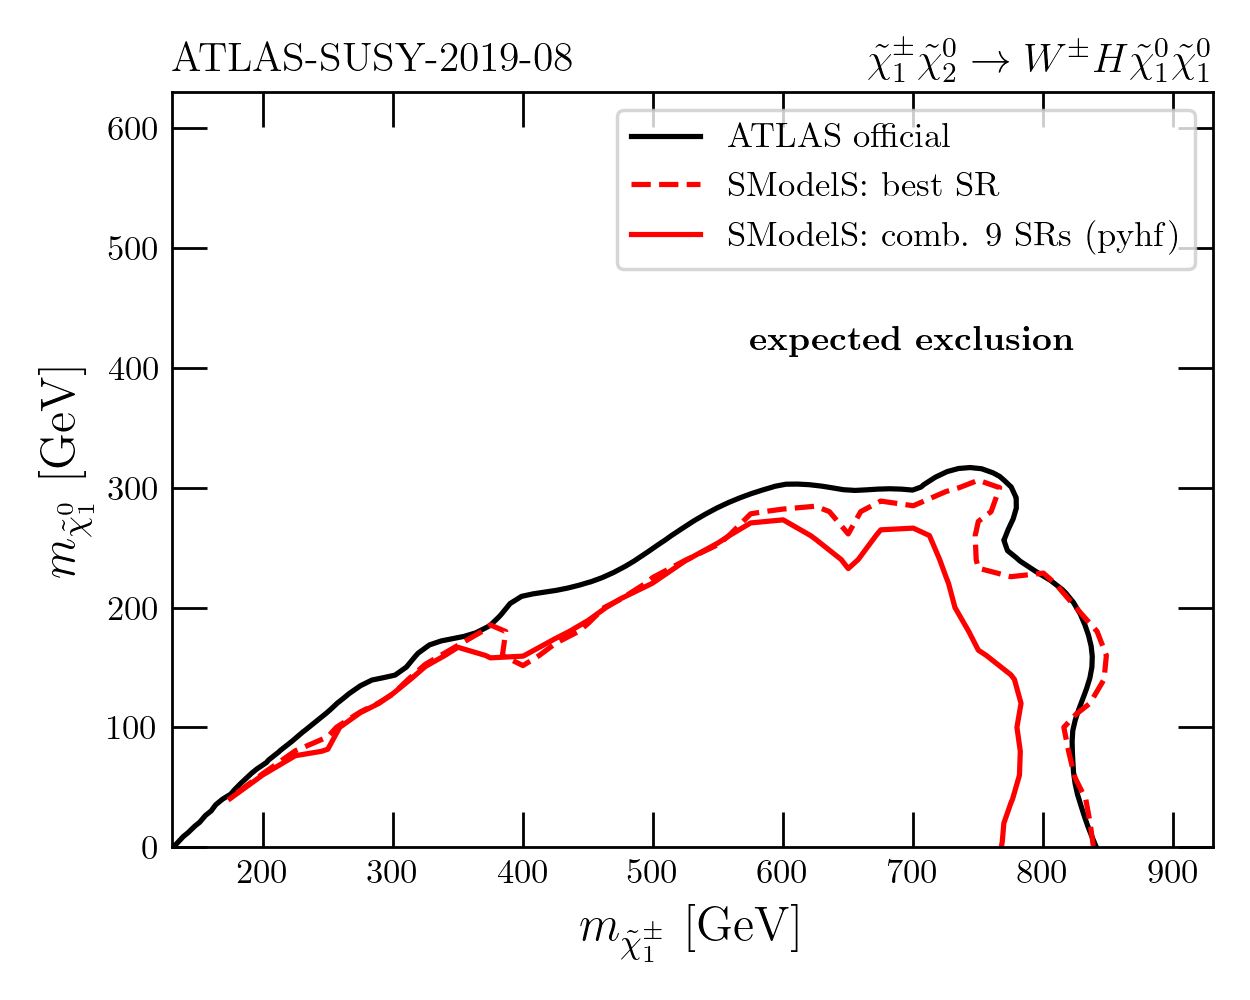 ATLAS-SUSY-2019-08
χ̃₁^± χ̃₂⁰ → W^± H χ̃₁⁰ χ̃₁⁰
ATLAS official
SModelS: best SR
SModelS: comb. 9 SRs (pyhf)
expected exclusion
m_χ̃₁⁰ [GeV]
600
500
400
300
200
100
0
200 300 400 500 600 700 800 900
m_χ̃₁^± [GeV]